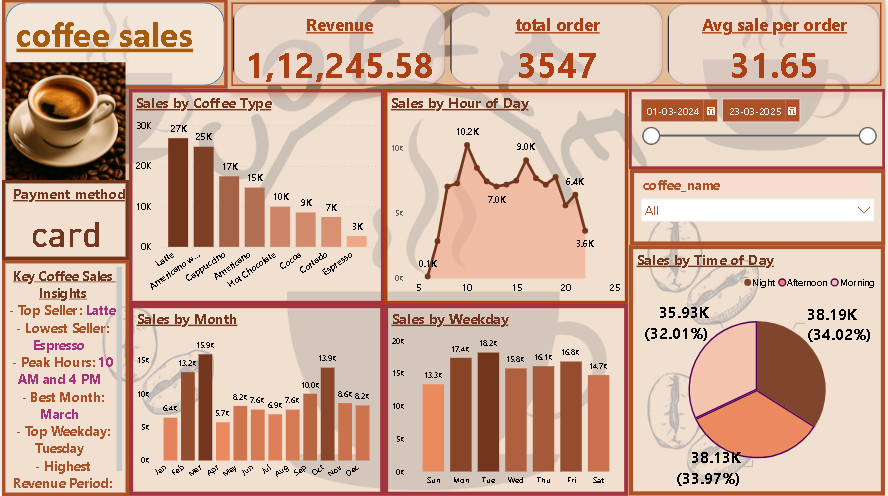 coffee sales
Revenue
1,12,245.58
total order
3547
Avg sale per order
31.65
Payment method
card
Key Coffee Sales
Insights
- Top Seller: Latte
- Lowest Seller:
Espresso
- Peak Hours: 10
AM and 4 PM
- Best Month:
March
- Top Weekday:
Tuesday
- Highest
Revenue Period:
Sales by Coffee Type
30K
20K
10K
0K
27K
25K
17K
15K
10K
9K
7K
3K
Latte
Americano w...
Cappuccino
Americano
Hot Chocolate
Cocoa
Cortado
Espresso
Sales by Hour of Day
10K
5K
0K
0.1K
10.2K
7.0K
9.0K
6.4K
3.6K
5
10
15
20
25
01-03-2024
23-03-2025
coffee_name
All
Sales by Month
15K
10K
5K
0K
6.4K
13.2K
15.9K
5.7K
8.2K
7.6K
6.9K
7.6K
10.0K
13.9K
8.6K
8.2K
Jan
Feb
Mar
Apr
May
Jun
Jul
Aug
Sep
Oct
Nov
Dec
Sales by Weekday
20K
15K
10K
5K
0K
13.3K
17.4K
18.2K
15.8K
16.1K
16.8K
14.7K
Sun
Mon
Tue
Wed
Thu
Fri
Sat
Sales by Time of Day
Night
Afternoon
Morning
35.93K
(32.01%)
38.19K
(34.02%)
38.13K
(33.97%)